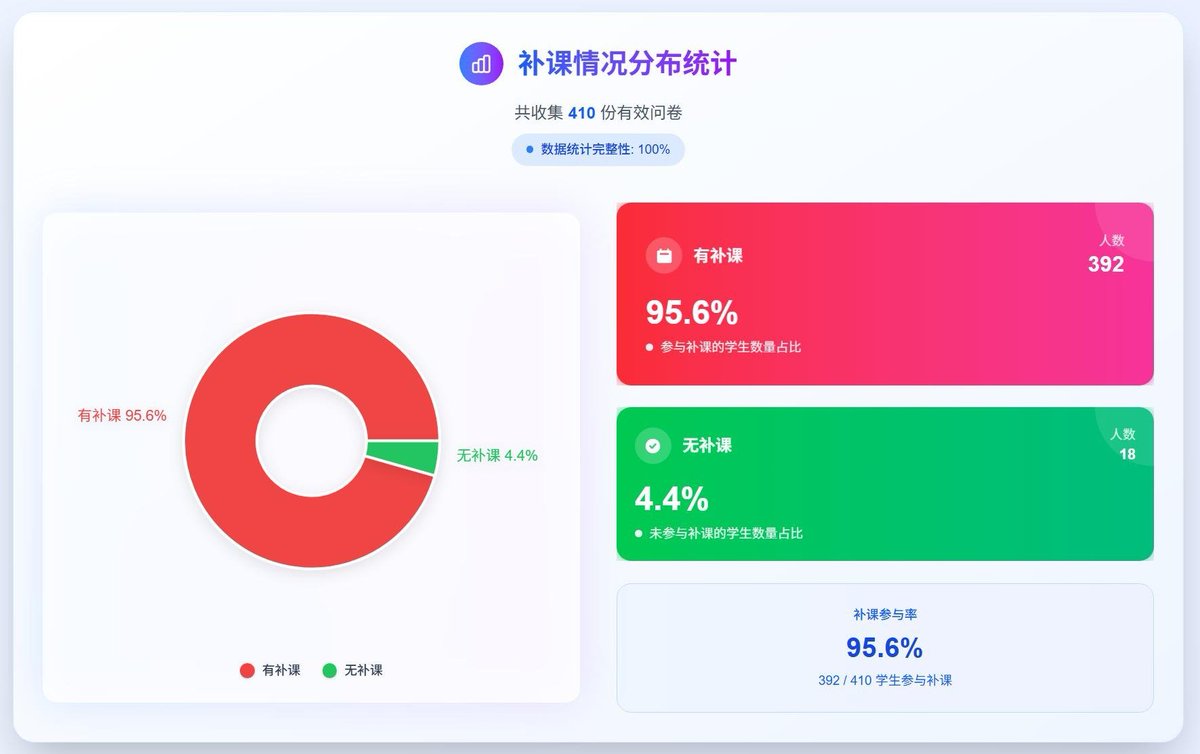 补课情况分布统计
共收集 410 份有效问卷
数据统计完整性: 100%
有补课 95.6%
无补课 4.4%
有补课
无补课
有补课
人数
392
95.6%
参与补课的学生数量占比
无补课
人数
18
4.4%
未参与补课的学生数量占比
补课参与率
95.6%
392 / 410 学生参与补课